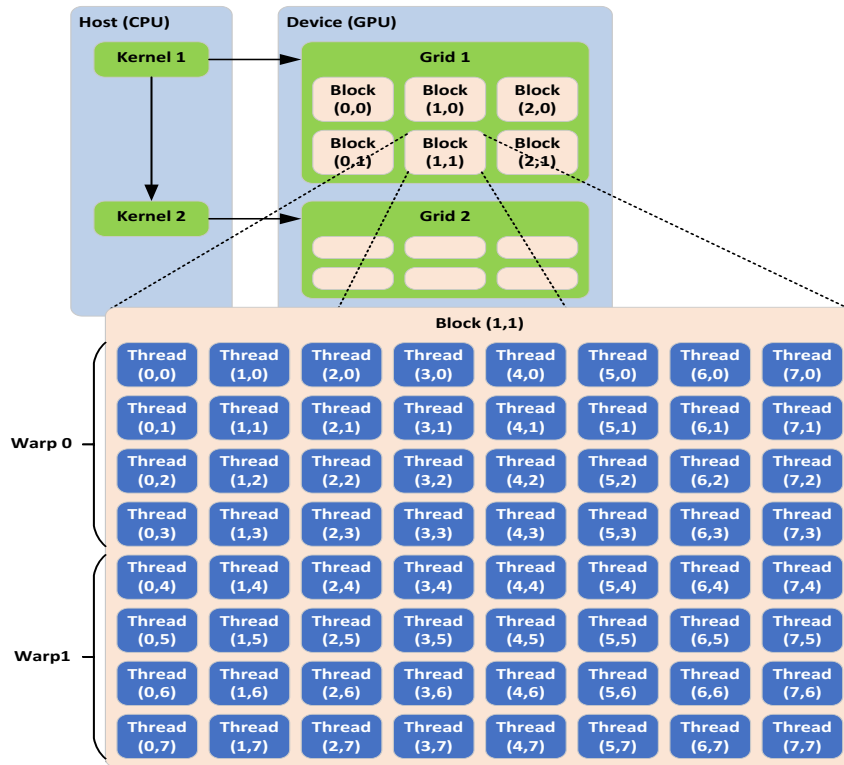 Host (CPU)
Device (GPU)
Kernel 1
Grid 1
Block Block Block
(0,0) (1,0) (2,0)
Block Block Block
(0,1) (1,1) (2,1)
Kernel 2
Grid 2
Block (1,1)
Thread Thread Thread Thread Thread Thread Thread Thread
(0,0) (1,0) (2,0) (3,0) (4,0) (5,0) (6,0) (7,0)
Thread Thread Thread Thread Thread Thread Thread Thread
(0,1) (1,1) (2,1) (3,1) (4,1) (5,1) (6,1) (7,1)
Warp 0
Thread Thread Thread Thread Thread Thread Thread Thread
(0,2) (1,2) (2,2) (3,2) (4,2) (5,2) (6,2) (7,2)
Thread Thread Thread Thread Thread Thread Thread Thread
(0,3) (1,3) (2,3) (3,3) (4,3) (5,3) (6,3) (7,3)
Thread Thread Thread Thread Thread Thread Thread Thread
(0,4) (1,4) (2,4) (3,4) (4,4) (5,4) (6,4) (7,4)
Thread Thread Thread Thread Thread Thread Thread Thread
(0,5) (1,5) (2,5) (3,5) (4,5) (5,5) (6,5) (7,5)
Warp1
Thread Thread Thread Thread Thread Thread Thread Thread
(0,6) (1,6) (2,6) (3,6) (4,6) (5,6) (6,6) (7,6)
Thread Thread Thread Thread Thread Thread Thread Thread
(0,7) (1,7) (2,7) (3,7) (4,7) (5,7) (6,7) (7,7)